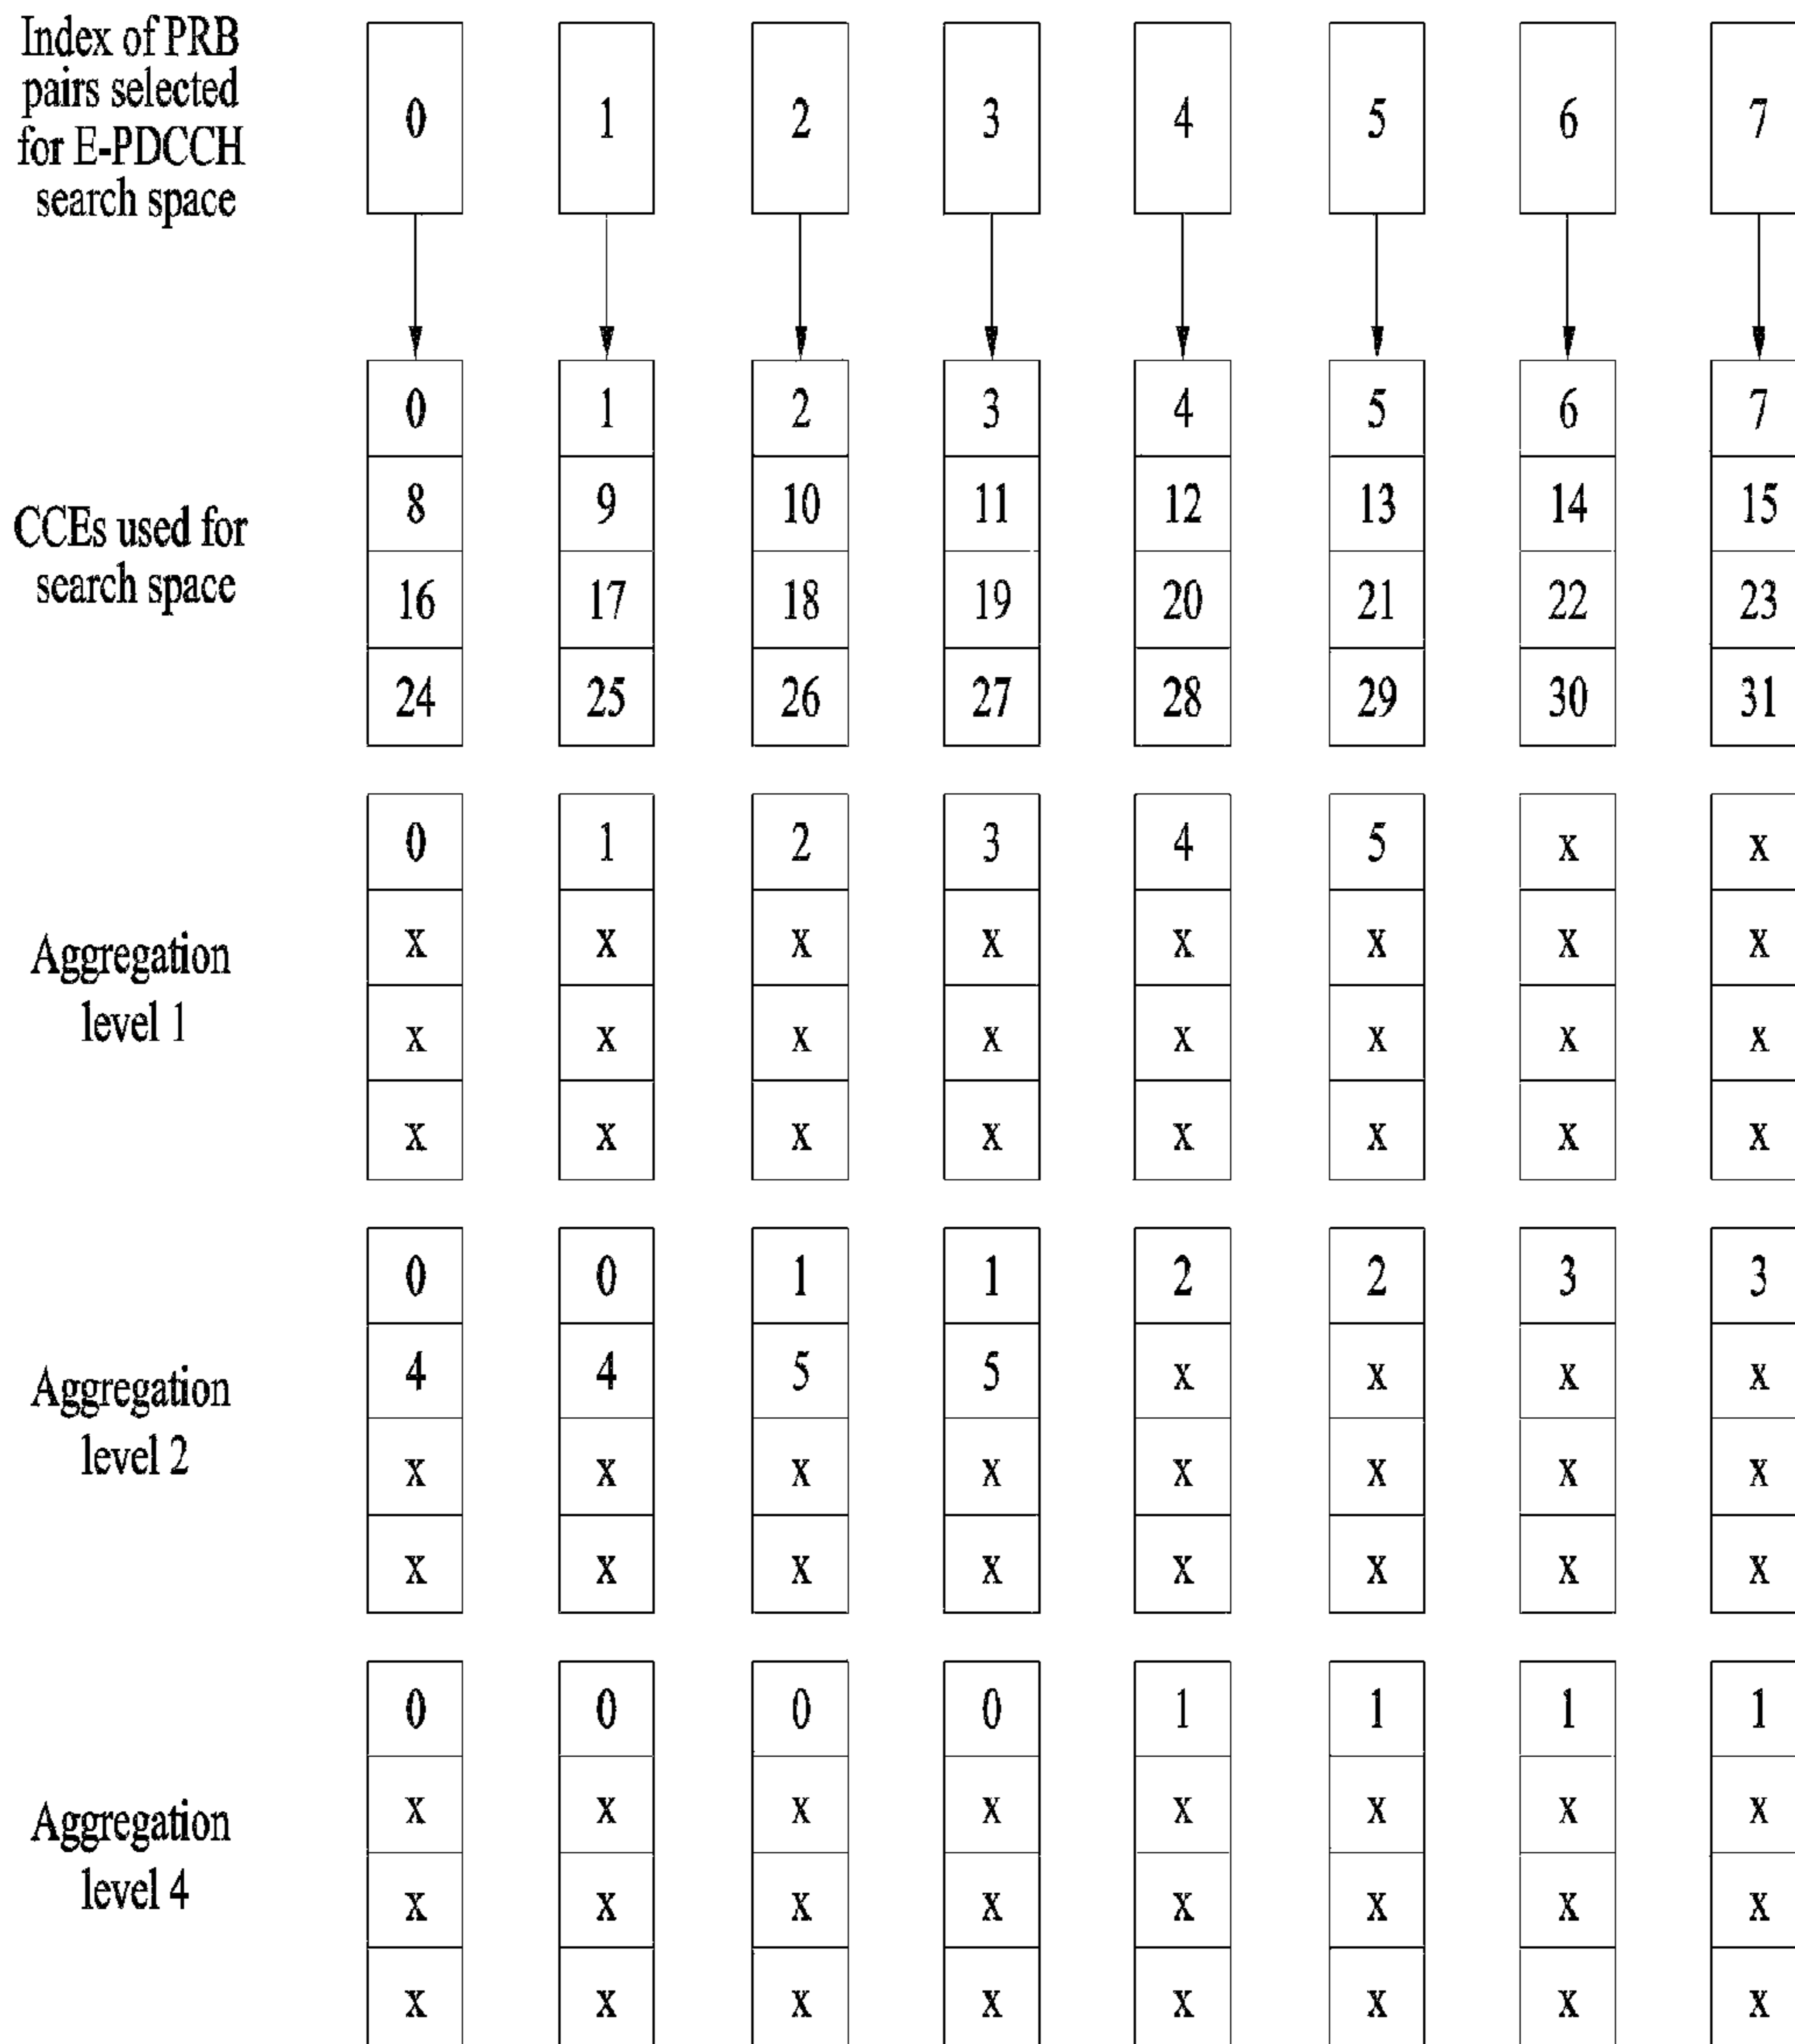 Index of PRB
pairs selected
for E-PDCCH
search space
0 1 2 3 4 5 6 7
CCEs used for
search space
0 1 2 3 4 5 6 7
8 9 10 11 12 13 14 15
16 17 18 19 20 21 22 23
24 25 26 27 28 29 30 31
Aggregation
level 1
0 1 2 3 4 5 x x
x x x x x x x x
x x x x x x x x
x x x x x x x x
Aggregation
level 2
0 0 1 1 2 2 3 3
4 4 5 5 x x x x
x x x x x x x x
x x x x x x x x
Aggregation
level 4
0 0 0 0 1 1 1 1
x x x x x x x x
x x x x x x x x
x x x x x x x x